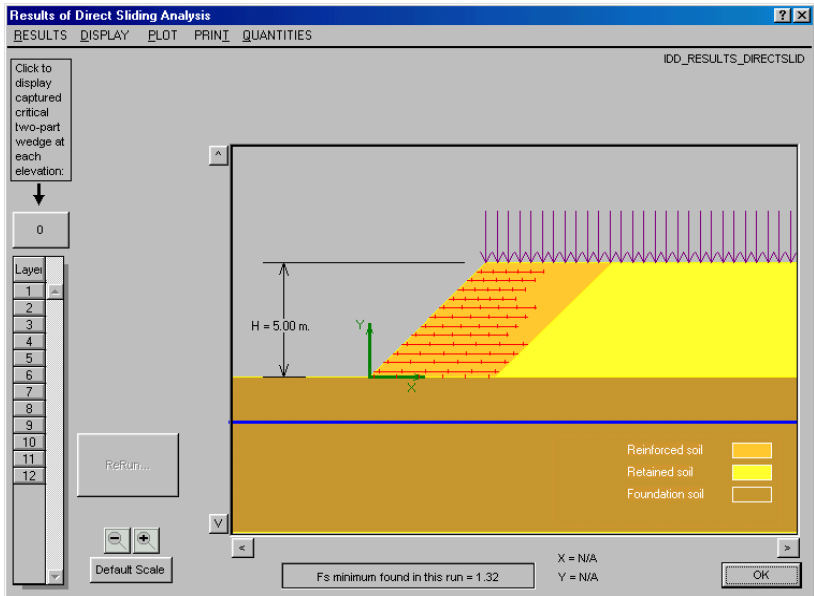 Results of Direct Sliding Analysis
RESULTS DISPLAY PLOT PRINT QUANTITIES
IDD_RESULTS_DIRECTSLID
Click to
display
captured
critical
two-part
wedge at
each
elevation:
0
Layer
1
2
3
4
5
6
7
8
9
10
11
12
ReRun...
Default Scale
H = 5.00 m.
Y
X
Reinforced soil
Retained soil
Foundation soil
Fs minimum found in this run = 1.32
X = N/A
Y = N/A
OK